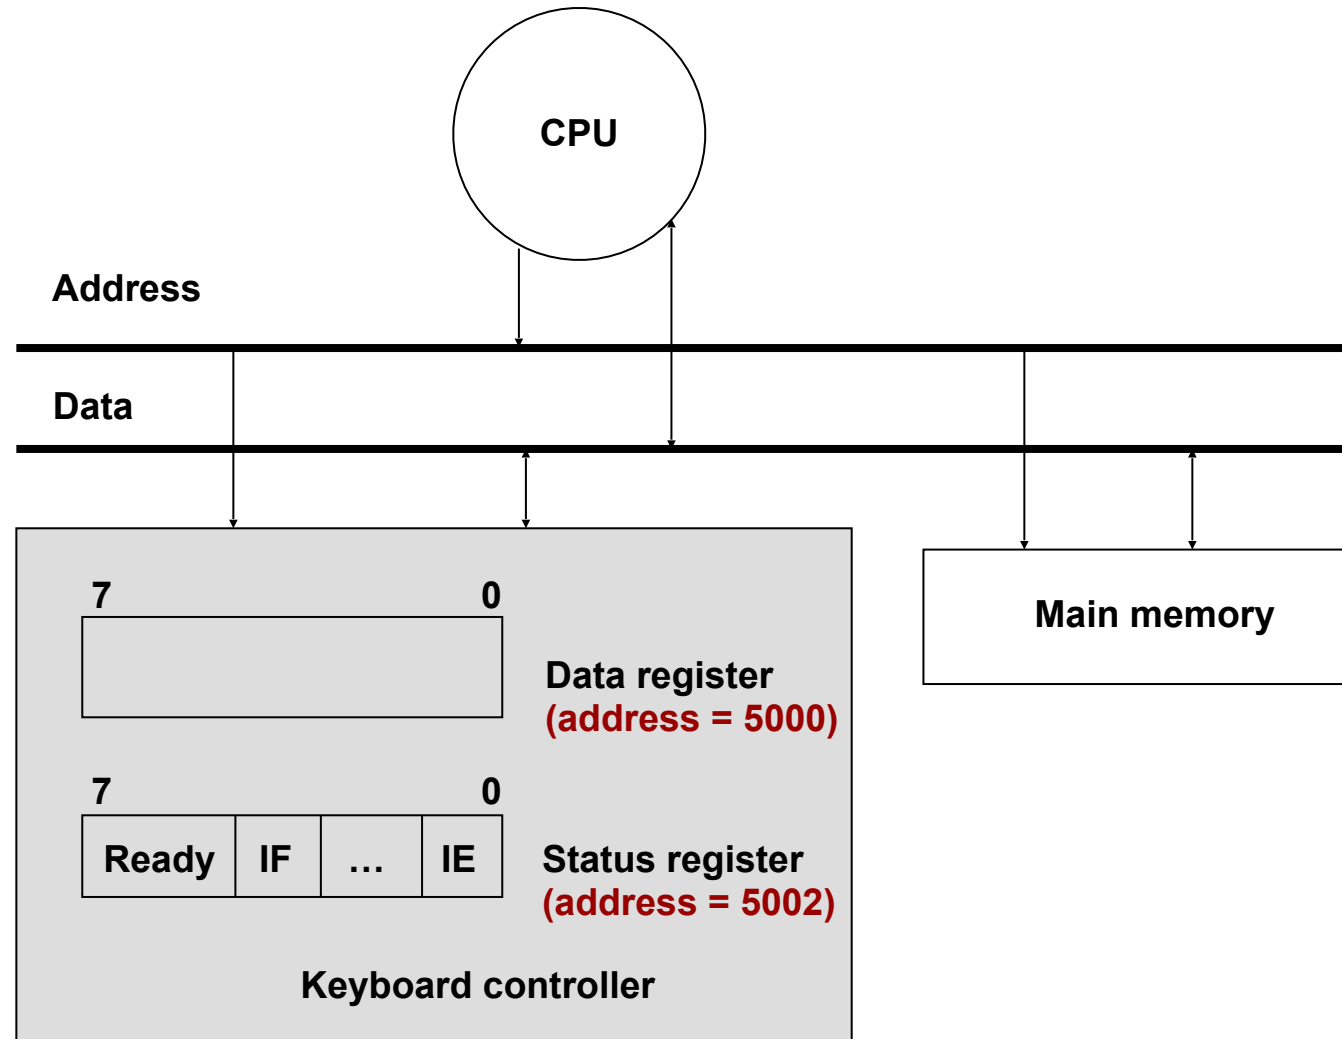 CPU
Address
Data
7 0
Data register
(address = 5000)
7 0
Ready IF … IE
Status register
(address = 5002)
Keyboard controller
Main memory